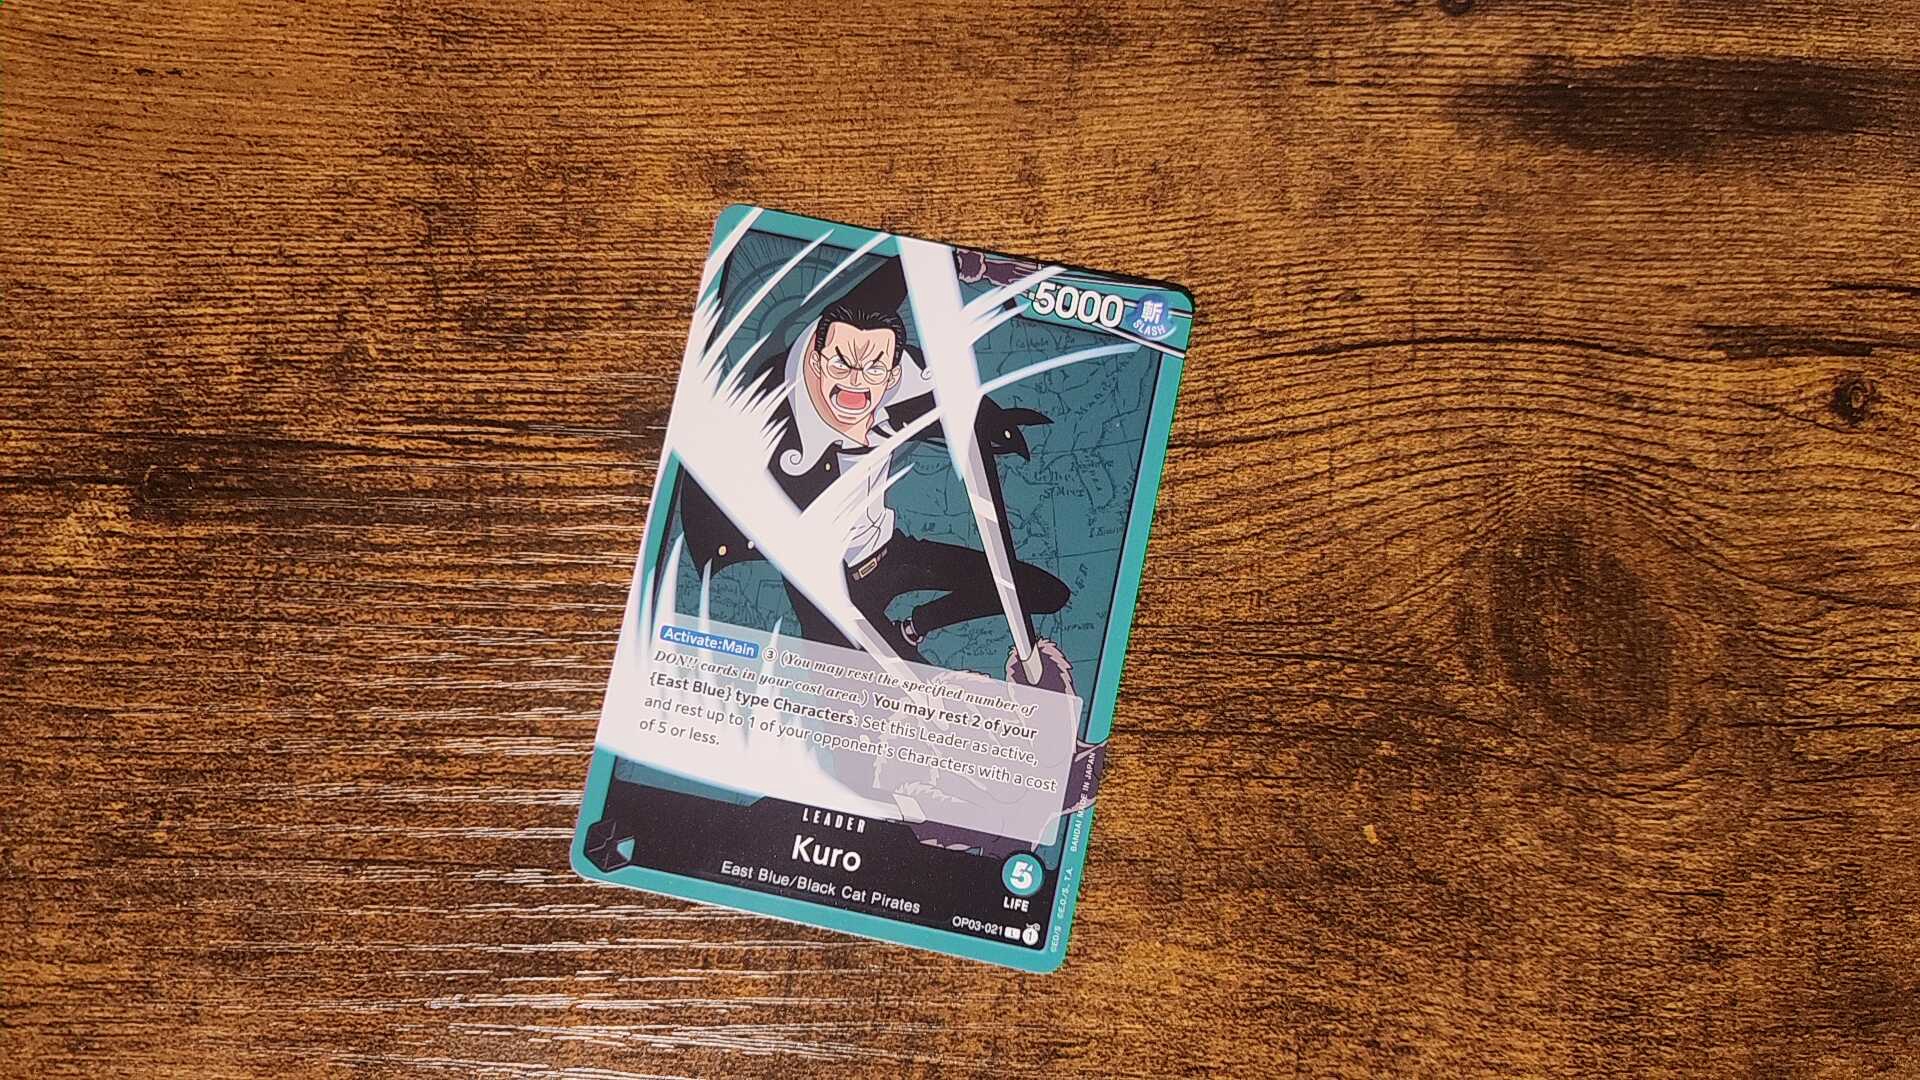 5000
斬
SLASH
Activate:Main ③ (You may rest the specified number of
DON!! cards in your cost area.) You may rest 2 of your
{East Blue} type Characters: Set this Leader as active,
and rest up to 1 of your opponent's Characters with a cost
of 5 or less.
LEADER
Kuro
East Blue/Black Cat Pirates
5
LIFE
OP03-021 L 1
©EO/S ©E.O./S., T.A. BANDAI MADE IN JAPAN